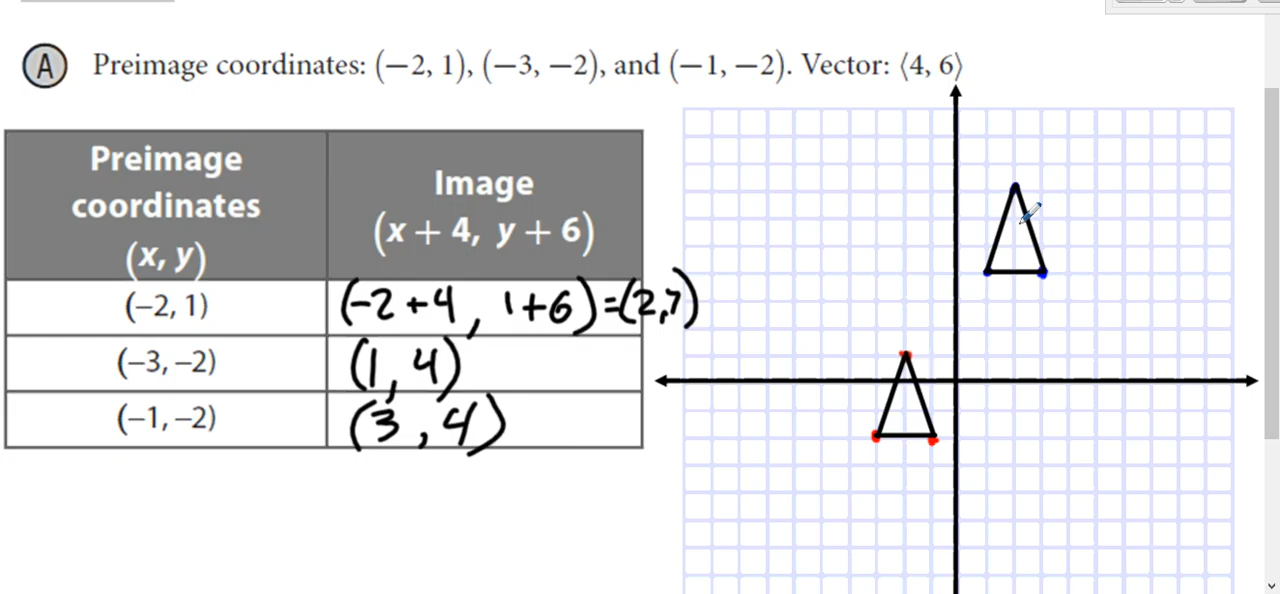 A Preimage coordinates: (−2, 1), (−3, −2), and (−1, −2). Vector: ⟨4, 6⟩
Preimage coordinates (x, y)
Image (x + 4, y + 6)
(−2, 1)
(-2+4, 1+6)=(2,7)
(−3, −2)
(1, 4)
(−1, −2)
(3, 4)